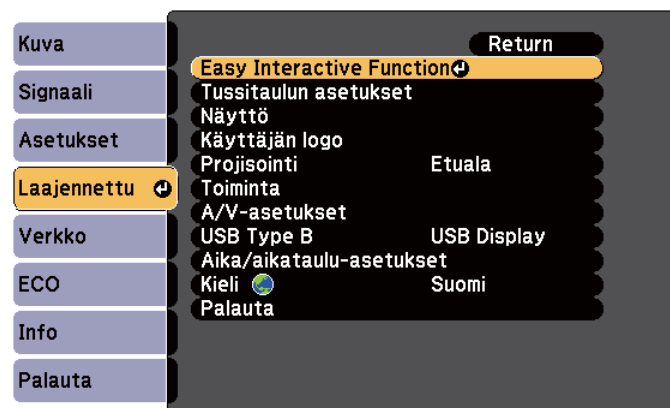 Kuva
Signaali
Asetukset
Laajennettu
Verkko
ECO
Info
Palauta
Return
Easy Interactive Function
Tussitaulun asetukset
Näyttö
Käyttäjän logo
Projisointi Etuala
Toiminta
A/V-asetukset
USB Type B USB Display
Aika/aikataulu-asetukset
Kieli Suomi
Palauta